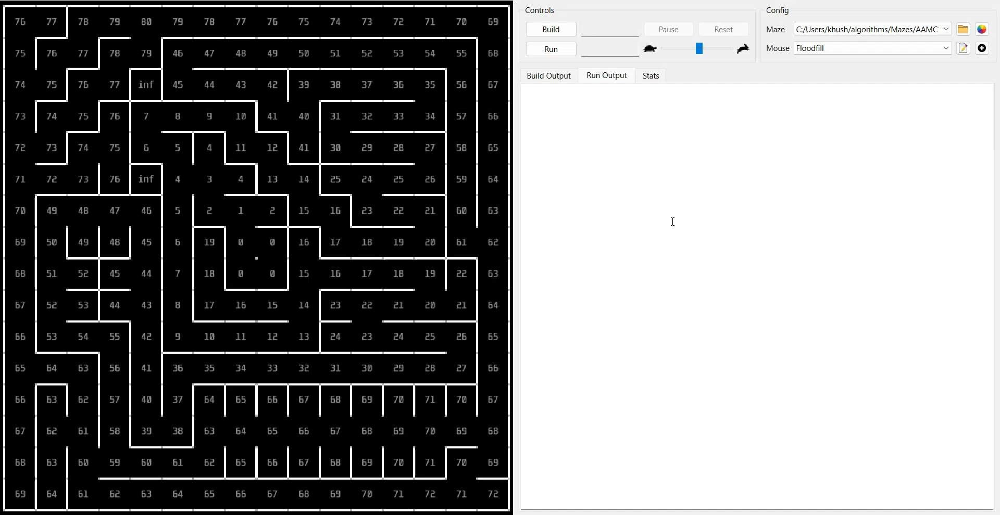 Controls
Config
Build
Pause
Reset
Maze
C:/Users/khush/algorithms/Mazes/AAMC
Run
Mouse
Floodfill
Build Output
Run Output
Stats
76 77 78 79 80 79 78 77 76 75 74 73 72 71 70 69
75 76 77 78 79 46 47 48 49 50 51 52 53 54 55 68
74 75 76 77 inf 45 44 43 42 39 38 37 36 35 56 67
73 74 75 76 7 8 9 10 41 40 31 32 33 34 57 66
72 73 74 75 6 5 4 11 12 41 30 29 28 27 58 65
71 72 73 76 inf 4 3 4 13 14 25 24 25 26 59 64
70 49 48 47 46 5 2 1 2 15 16 23 22 21 60 63
69 50 49 48 45 6 19 0 0 16 17 18 19 20 61 62
68 51 52 45 44 7 18 0 0 15 16 17 18 19 22 63
67 52 53 44 43 8 17 16 15 14 23 22 21 20 21 64
66 53 54 55 42 9 10 11 12 13 24 23 24 25 26 65
65 64 63 56 41 36 35 34 33 32 31 30 29 28 27 66
66 63 62 57 40 37 64 65 66 67 68 69 70 71 70 67
67 62 61 58 39 38 63 64 65 66 67 68 69 70 69 68
68 63 60 59 60 61 62 65 66 67 68 69 70 71 70 69
69 64 61 62 63 64 65 66 67 68 69 70 71 72 71 72